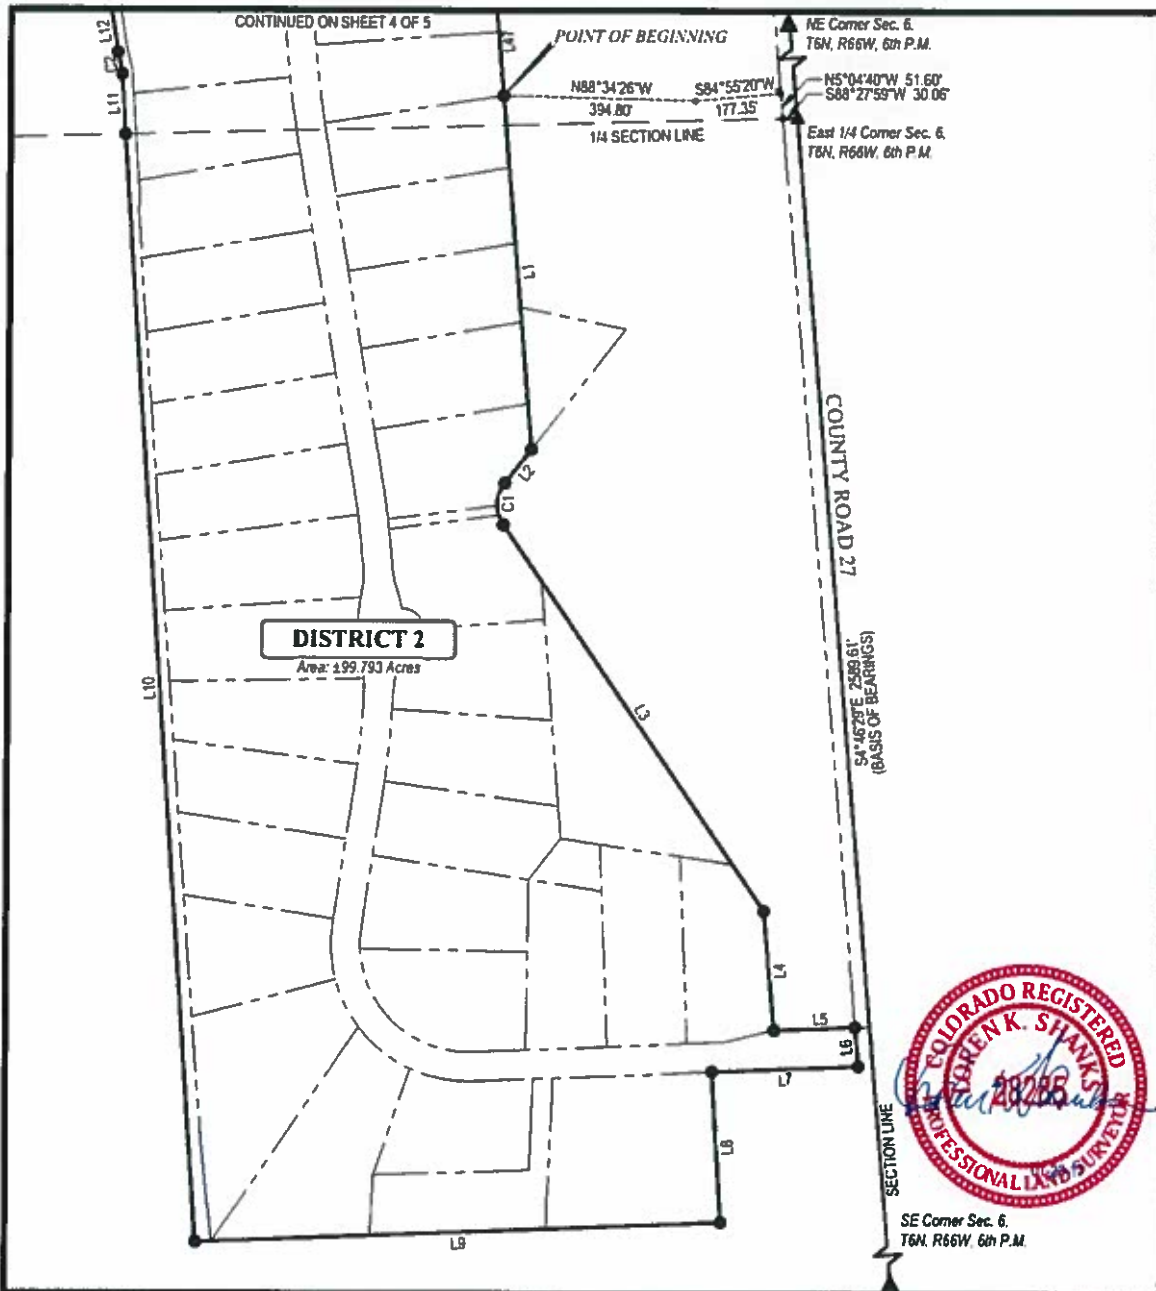 CONTINUED ON SHEET 4 OF 5
POINT OF BEGINNING
NE Corner Sec. 6,
T6N, R66W, 6th P.M.
L12
L11
L47
N88°34'26"W
394.80'
S84°55'20"W
177.35'
N5°04'40"W 51.60'
S88°27'59"W 30.06'
1/4 SECTION LINE
East 1/4 Corner Sec. 6,
T6N, R66W, 6th P.M.
L1
L2
C1
COUNTY ROAD 27
DISTRICT 2
Area: ±99.793 Acres
L10
L3
S4°46'29"E 2589.61'
(BASIS OF BEARINGS)
L4
L5
L6
L7
L8
L9
SECTION LINE
COLORADO REGISTERED
LOREN K. SHANKS
28285
PROFESSIONAL LAND SURVEYOR
SE Corner Sec. 6,
T6N, R66W, 6th P.M.